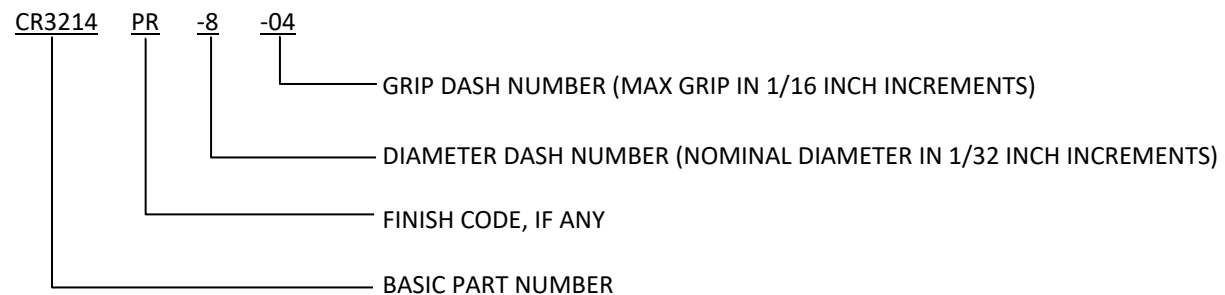 CR3214 PR -8 -04
GRIP DASH NUMBER (MAX GRIP IN 1/16 INCH INCREMENTS)
DIAMETER DASH NUMBER (NOMINAL DIAMETER IN 1/32 INCH INCREMENTS)
FINISH CODE, IF ANY
BASIC PART NUMBER